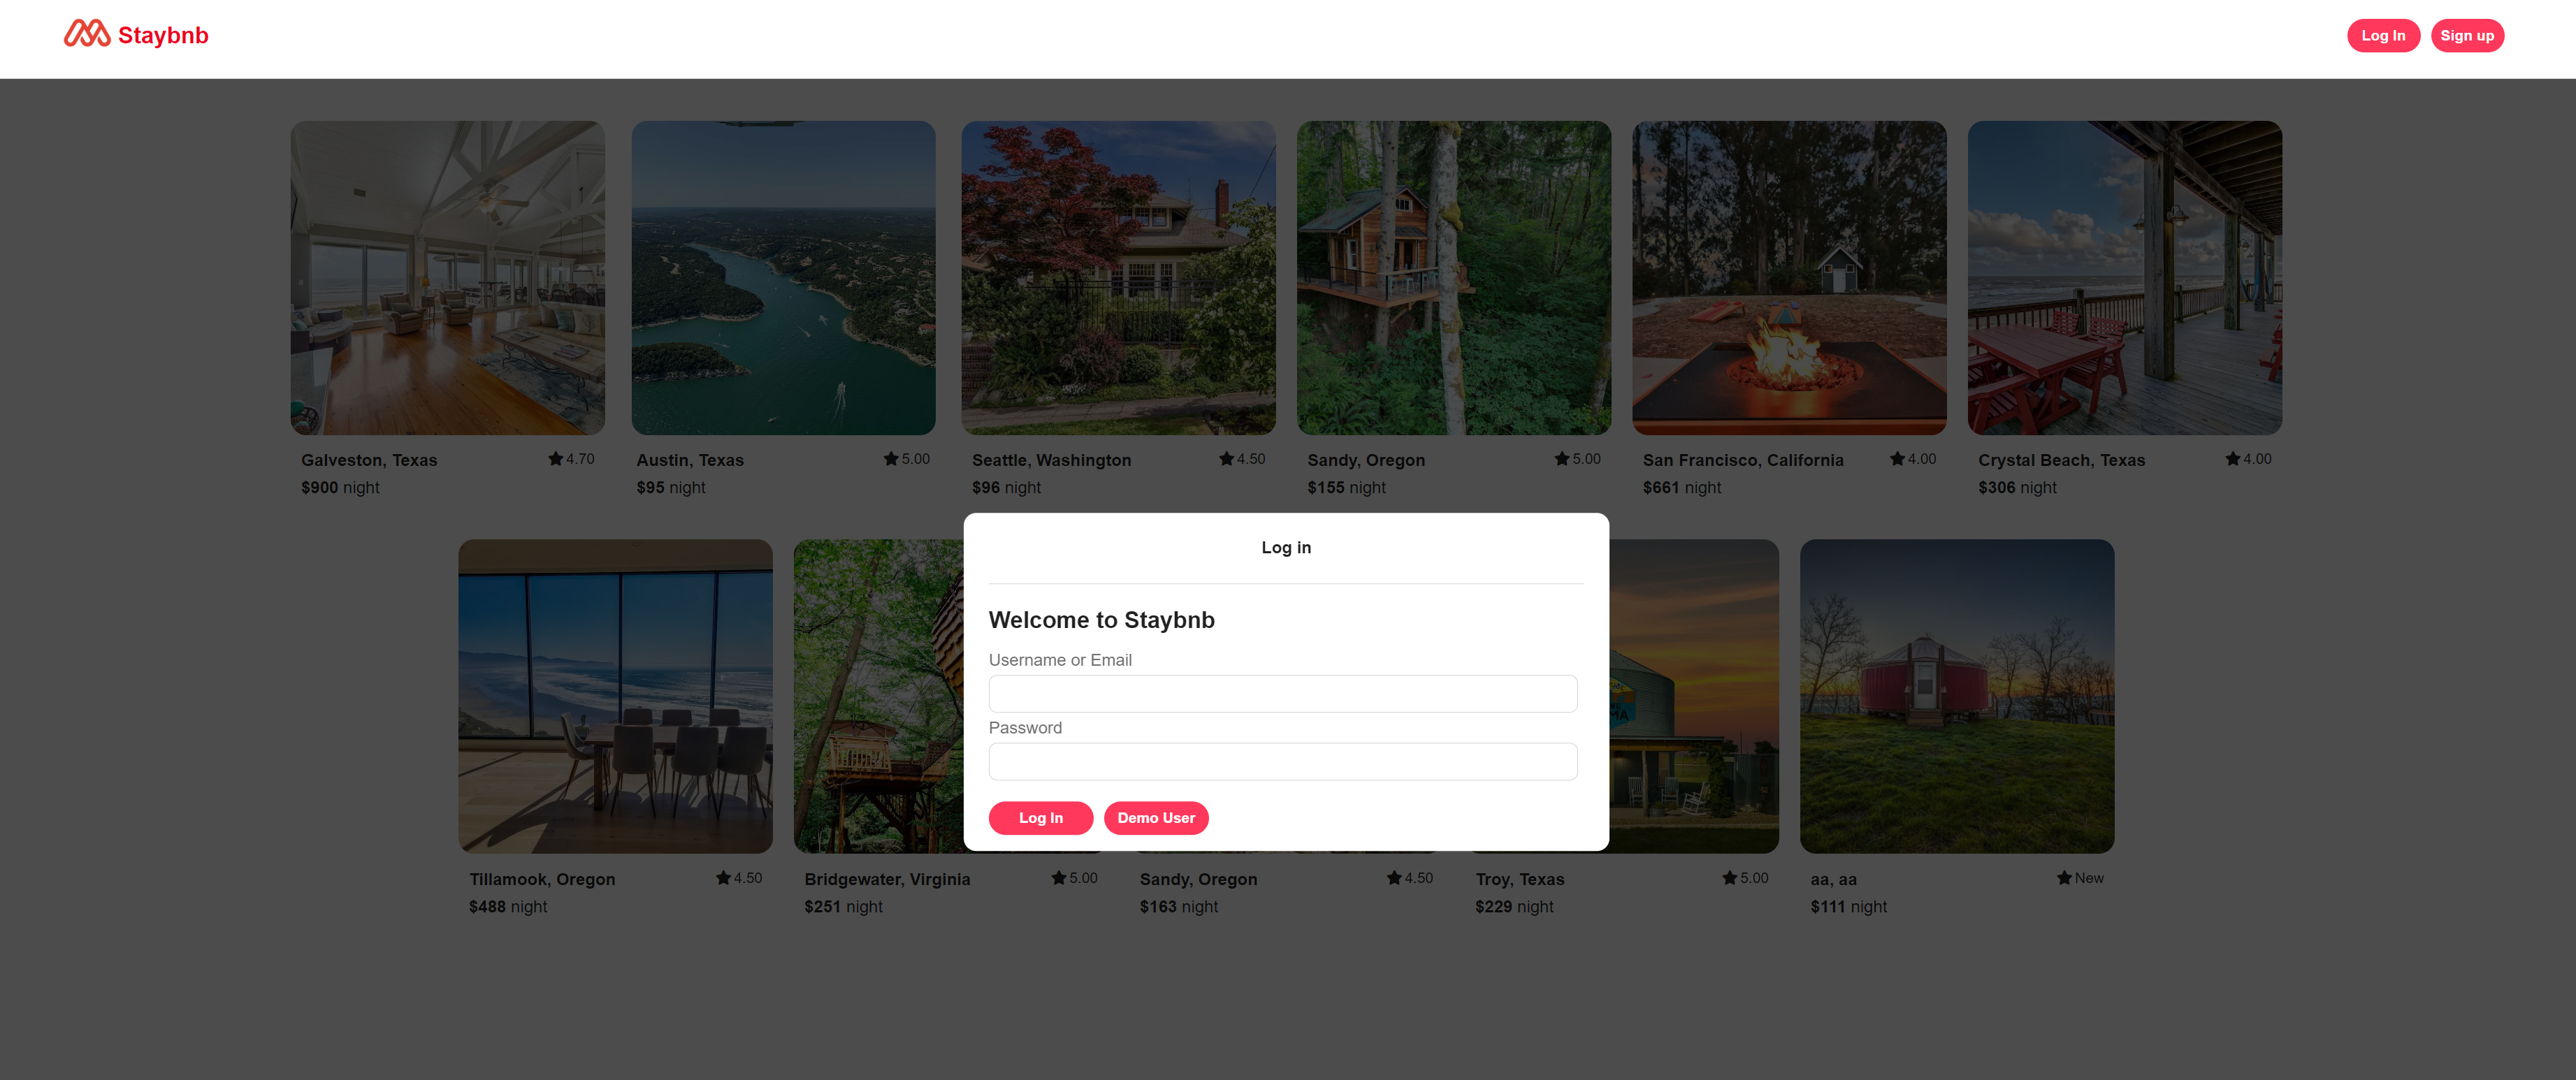 Staybnb
Log In
Sign up
Galveston, Texas
4.70
$900 night
Austin, Texas
5.00
$95 night
Seattle, Washington
4.50
$96 night
Sandy, Oregon
5.00
$155 night
San Francisco, California
4.00
$661 night
Crystal Beach, Texas
4.00
$306 night
Log in
Welcome to Staybnb
Username or Email
Password
Log In
Demo User
Tillamook, Oregon
4.50
$488 night
Bridgewater, Virginia
5.00
$251 night
Sandy, Oregon
4.50
$163 night
Troy, Texas
5.00
$229 night
aa, aa
New
$111 night